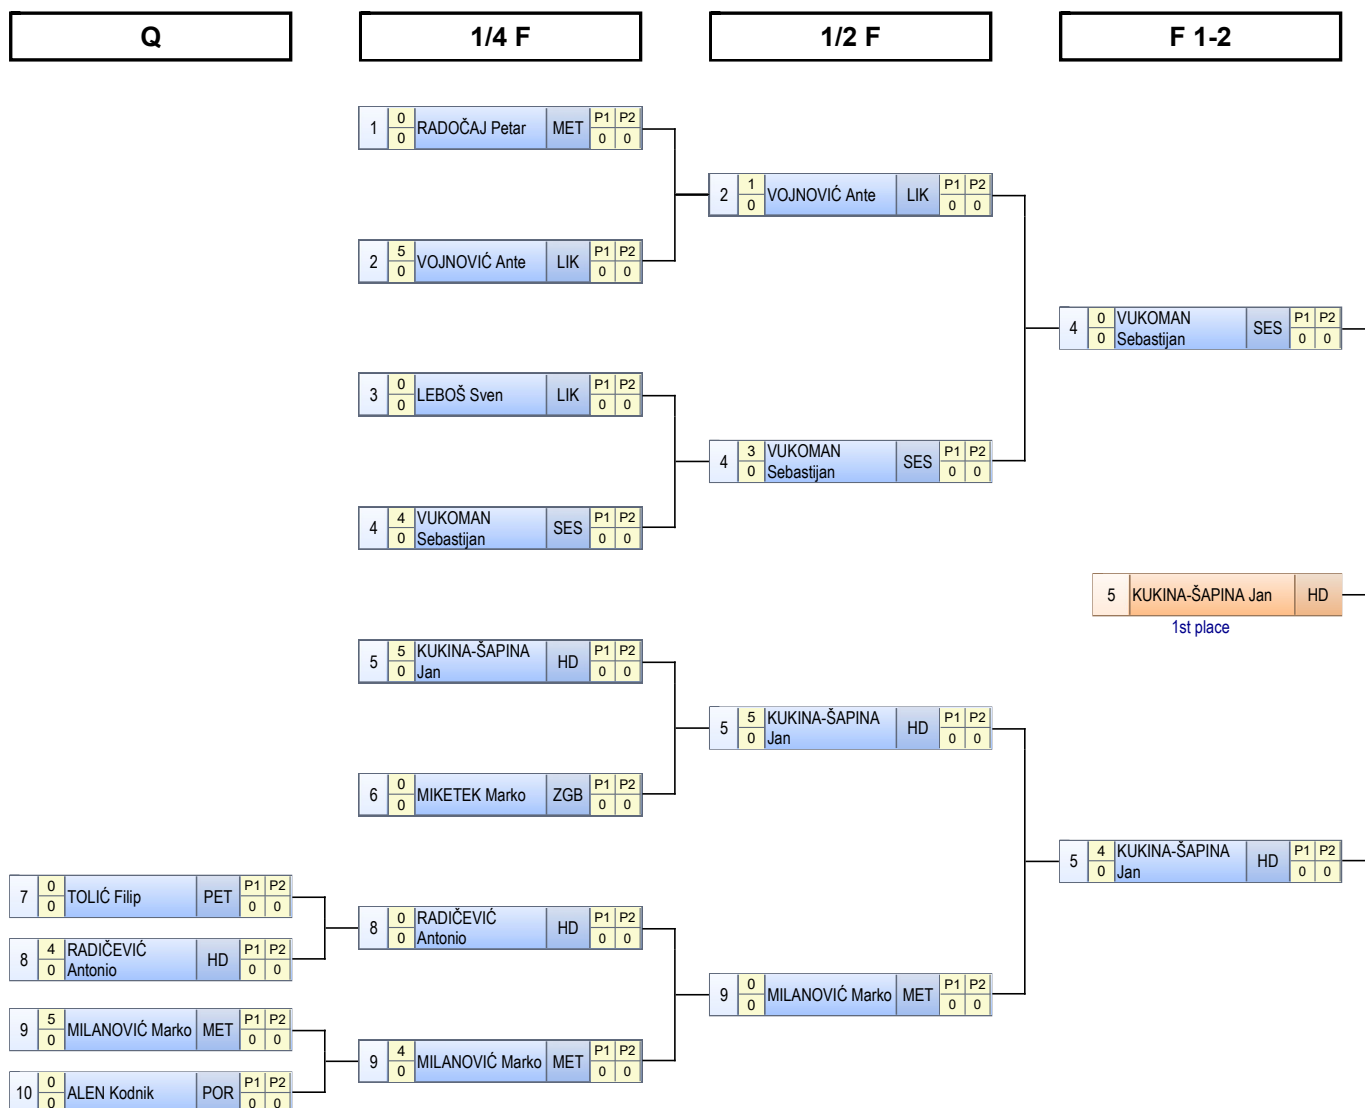 Q
1/4 F
1/2 F
F 1-2
1 0 RADOČAJ Petar MET P1 P2
0 0 0
2 5 VOJNOVIĆ Ante LIK P1 P2
0 0 0
3 0 LEBOŠ Sven LIK P1 P2
0 0 0
4 4 VUKOMAN SES P1 P2
0 Sebastijan 0 0
5 5 KUKINA-ŠAPINA HD P1 P2
0 Jan 0 0
6 0 MIKETEK Marko ZGB P1 P2
0 0 0
7 0 TOLIĆ Filip PET P1 P2
0 0 0
8 4 RADIČEVIĆ HD P1 P2
0 Antonio 0 0
9 5 MILANOVIĆ Marko MET P1 P2
0 0 0
10 0 ALEN Kodnik POR P1 P2
0 0 0
8 0 RADIČEVIĆ HD P1 P2
0 Antonio 0 0
9 4 MILANOVIĆ Marko MET P1 P2
0 0 0
2 1 VOJNOVIĆ Ante LIK P1 P2
0 0 0
4 3 VUKOMAN SES P1 P2
0 Sebastijan 0 0
5 5 KUKINA-ŠAPINA HD P1 P2
0 Jan 0 0
9 0 MILANOVIĆ Marko MET P1 P2
0 0 0
4 0 VUKOMAN SES P1 P2
0 Sebastijan 0 0
5 KUKINA-ŠAPINA Jan HD
1st place
5 4 KUKINA-ŠAPINA HD P1 P2
0 Jan 0 0